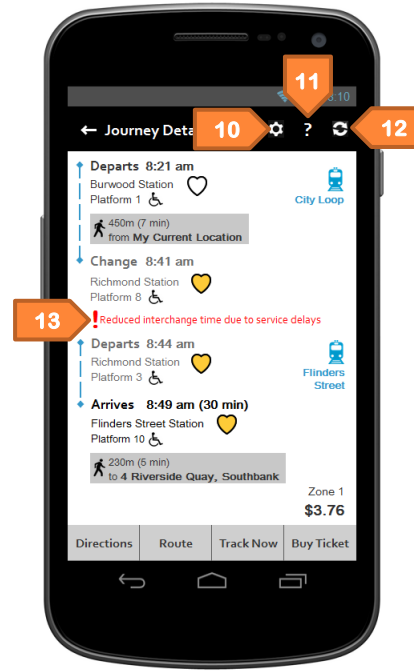 11
8:10
← Journey Deta
10
?
12
Departs 8:21 am
Burwood Station
Platform 1
City Loop
450m (7 min)
from My Current Location
Change 8:41 am
Richmond Station
Platform 8
13
! Reduced interchange time due to service delays
Departs 8:44 am
Richmond Station
Platform 3
Flinders
Street
Arrives 8:49 am (30 min)
Flinders Street Station
Platform 10
230m (5 min)
to 4 Riverside Quay, Southbank
Zone 1
$3.76
Directions Route Track Now Buy Ticket